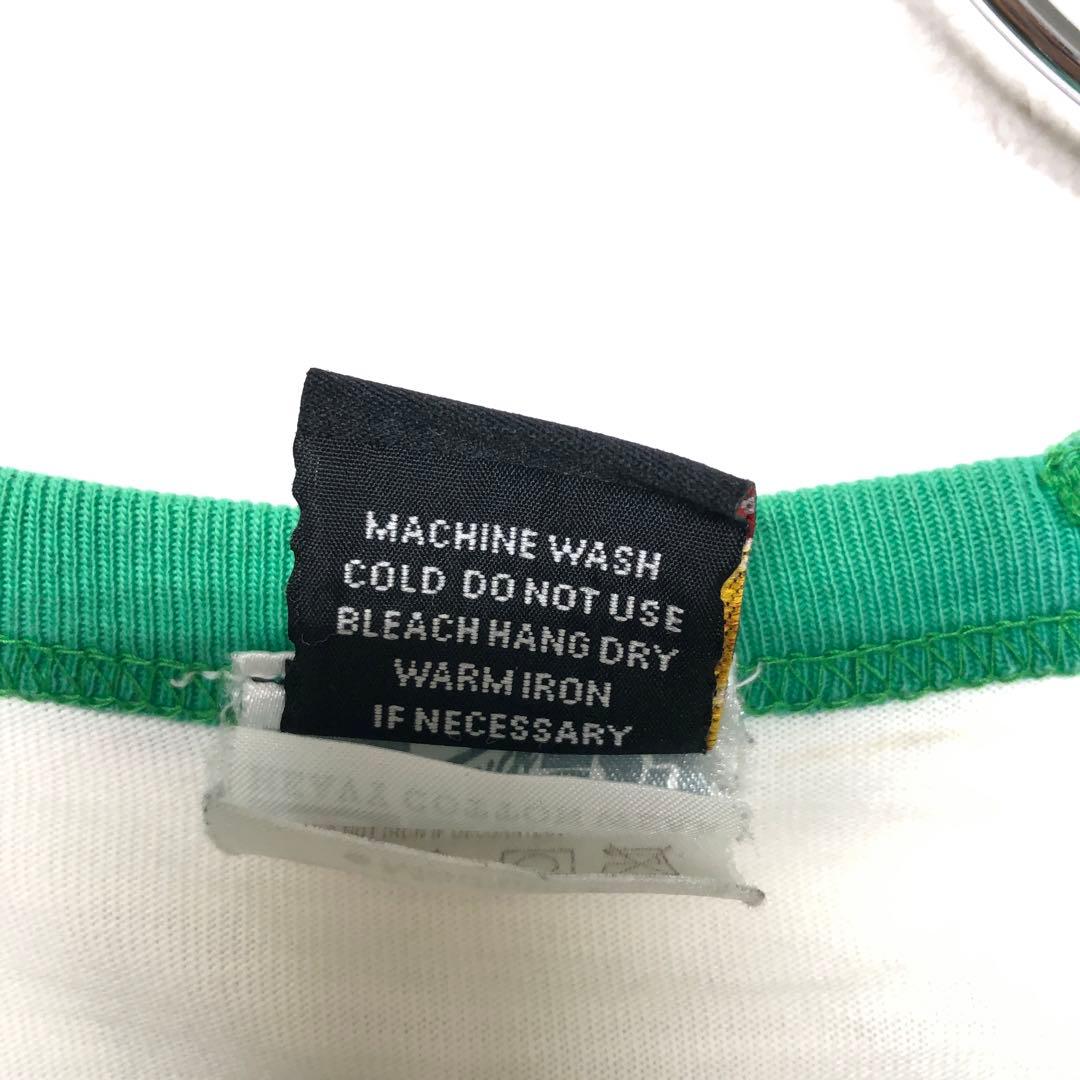 MACHINE WASH
COLD DO NOT USE
BLEACH HANG DRY
WARM IRON
IF NECESSARY